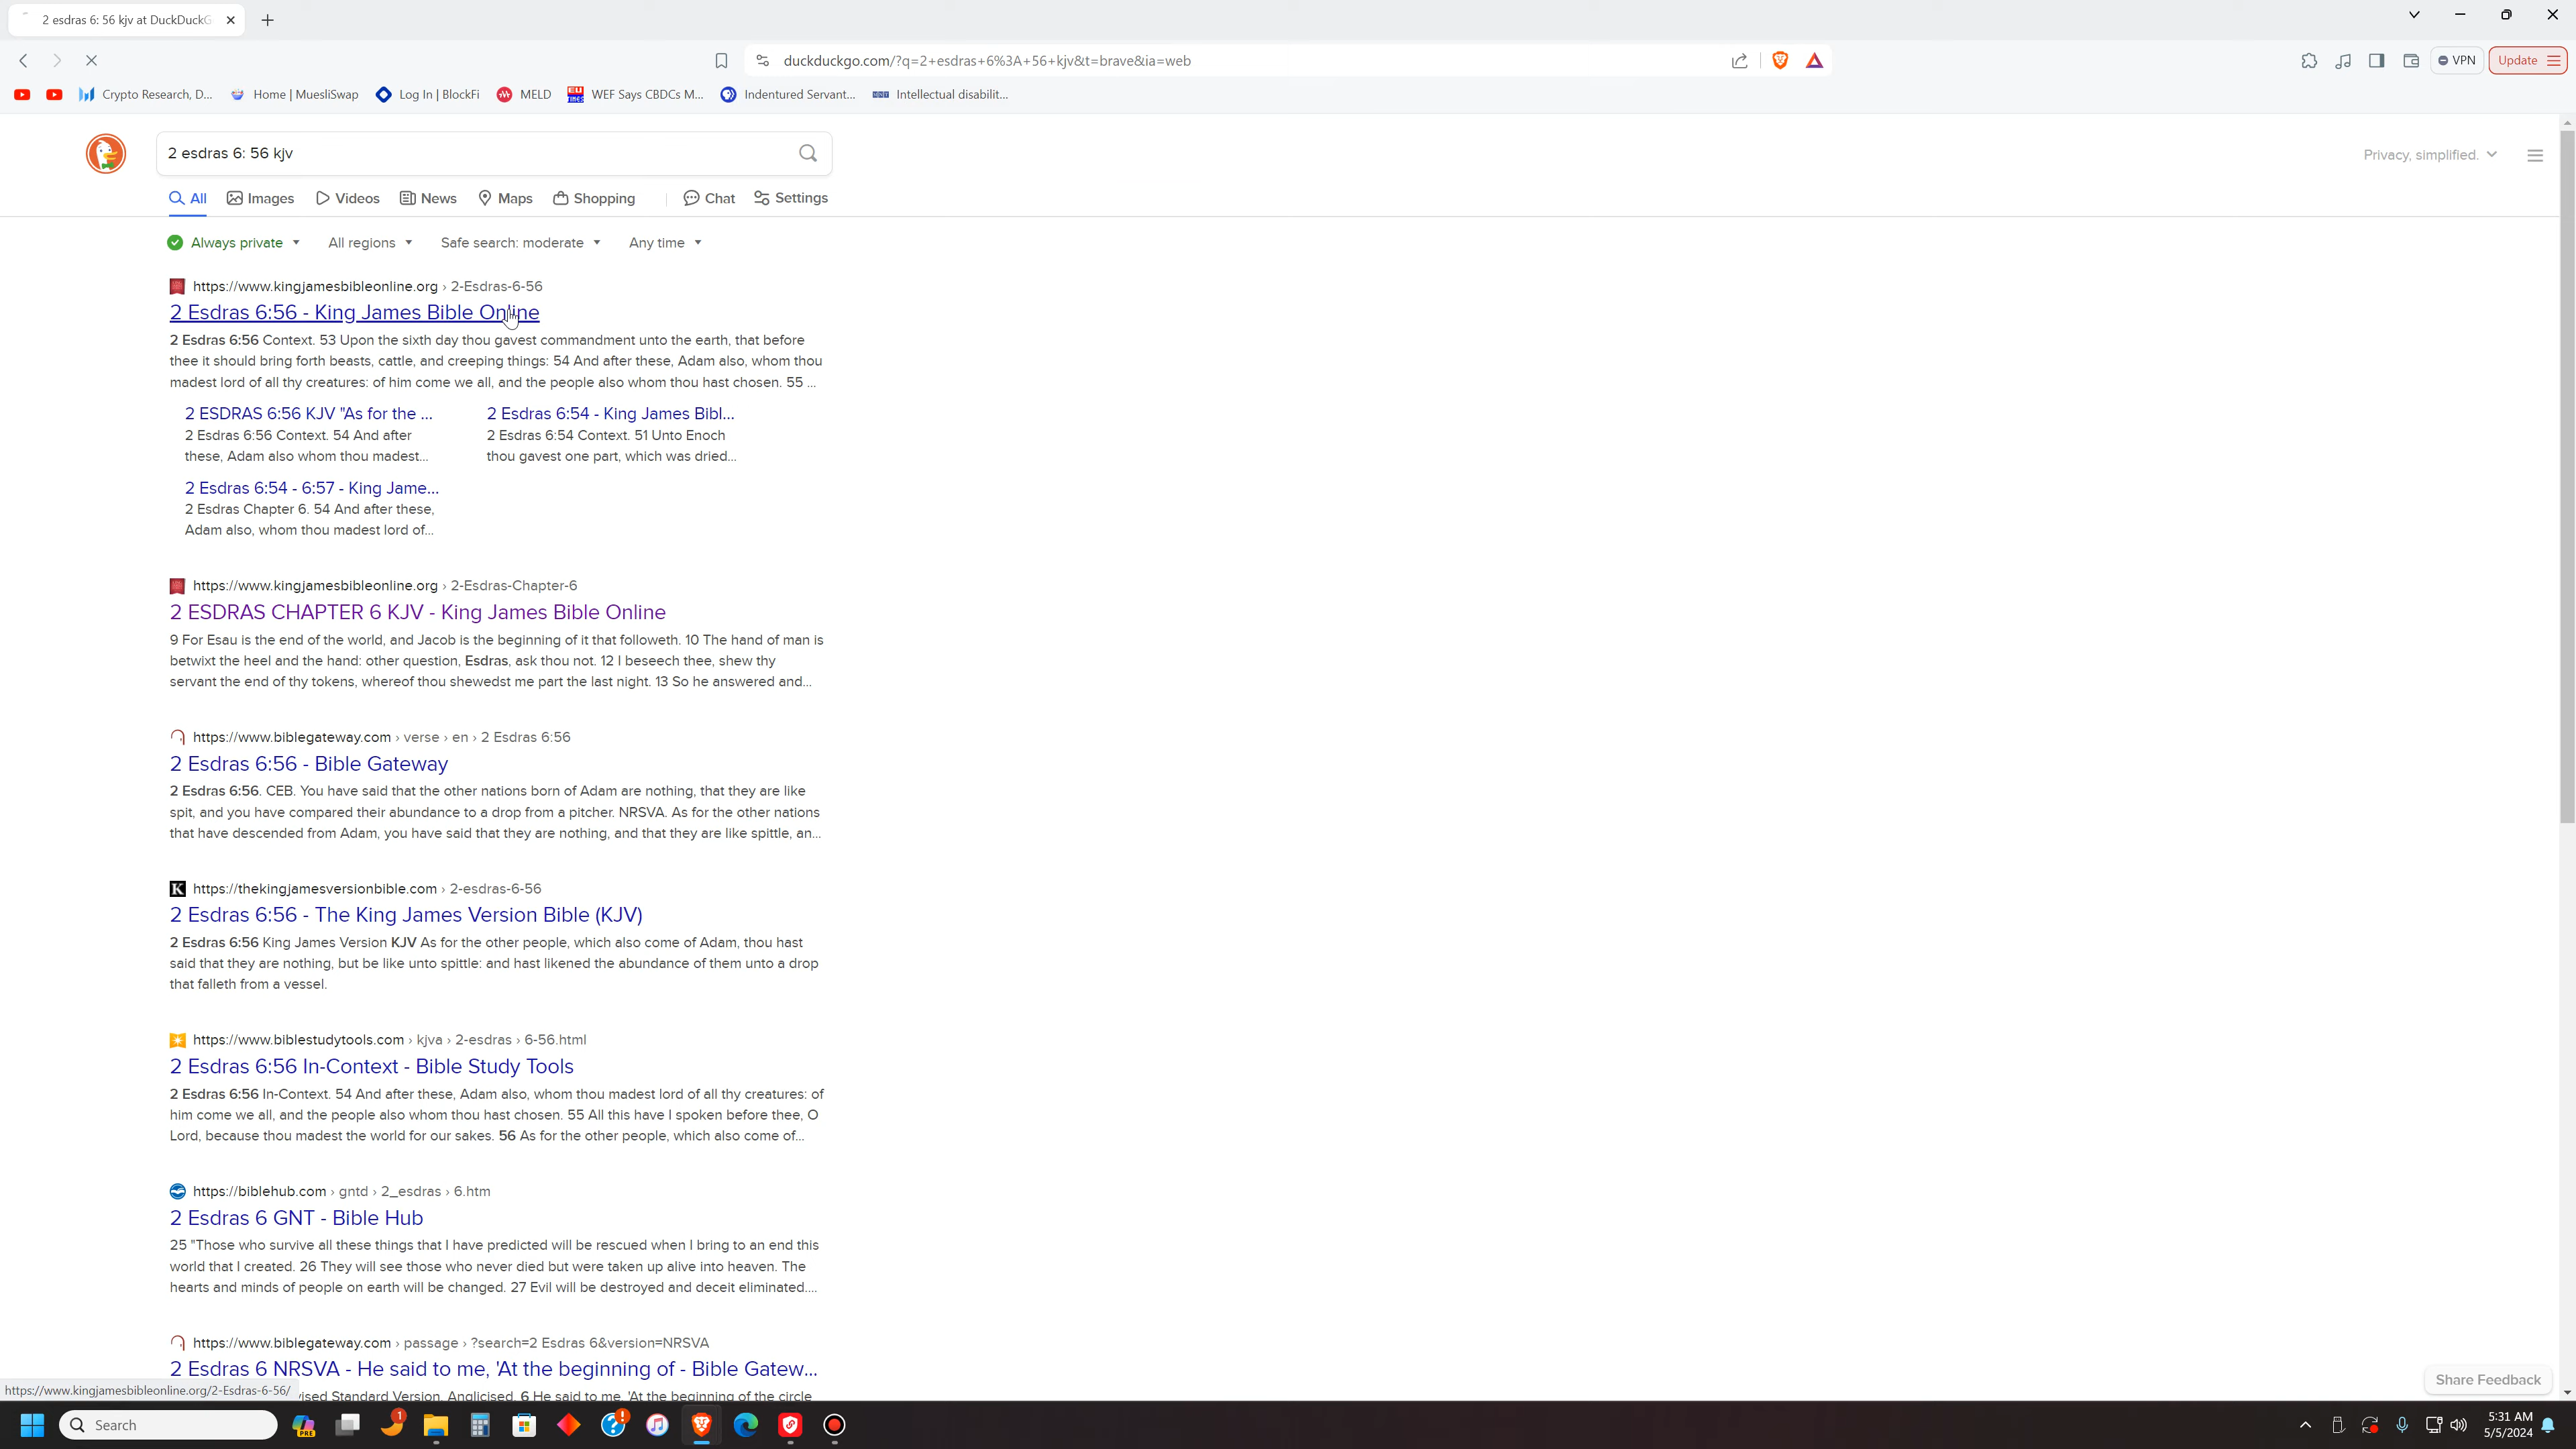 2 esdras 6: 56 kjv at DuckDuckG
duckduckgo.com/?q=2+esdras+6%3A+56+kjv&t=brave&ia=web
VPN
Update
Crypto Research, D...
Home | MuesliSwap
Log In | BlockFi
MELD
WEF Says CBDCs M...
Indentured Servant...
Intellectual disabilit...
2 esdras 6: 56 kjv
Privacy, simplified.
All
Images
Videos
News
Maps
Shopping
Chat
Settings
Always private
All regions
Safe search: moderate
Any time
https://www.kingjamesbibleonline.org › 2-Esdras-6-56
2 Esdras 6:56 - King James Bible Online
2 Esdras 6:56 Context. 53 Upon the sixth day thou gavest commandment unto the earth, that before
thee it should bring forth beasts, cattle, and creeping things: 54 And after these, Adam also, whom thou
madest lord of all thy creatures: of him come we all, and the people also whom thou hast chosen. 55 ...
2 ESDRAS 6:56 KJV "As for the ...
2 Esdras 6:56 Context. 54 And after
these, Adam also whom thou madest...
2 Esdras 6:54 - King James Bibl...
2 Esdras 6:54 Context. 51 Unto Enoch
thou gavest one part, which was dried...
2 Esdras 6:54 - 6:57 - King Jame...
2 Esdras Chapter 6. 54 And after these,
Adam also, whom thou madest lord of...
https://www.kingjamesbibleonline.org › 2-Esdras-Chapter-6
2 ESDRAS CHAPTER 6 KJV - King James Bible Online
9 For Esau is the end of the world, and Jacob is the beginning of it that followeth. 10 The hand of man is
betwixt the heel and the hand: other question, Esdras, ask thou not. 12 I beseech thee, shew thy
servant the end of thy tokens, whereof thou shewedst me part the last night. 13 So he answered and...
https://www.biblegateway.com › verse › en › 2 Esdras 6:56
2 Esdras 6:56 - Bible Gateway
2 Esdras 6:56. CEB. You have said that the other nations born of Adam are nothing, that they are like
spit, and you have compared their abundance to a drop from a pitcher. NRSVA. As for the other nations
that have descended from Adam, you have said that they are nothing, and that they are like spittle, an...
K https://thekingjamesversionbible.com › 2-esdras-6-56
2 Esdras 6:56 - The King James Version Bible (KJV)
2 Esdras 6:56 King James Version KJV As for the other people, which also come of Adam, thou hast
said that they are nothing, but be like unto spittle: and hast likened the abundance of them unto a drop
that falleth from a vessel.
https://www.biblestudytools.com › kjva › 2-esdras › 6-56.html
2 Esdras 6:56 In-Context - Bible Study Tools
2 Esdras 6:56 In-Context. 54 And after these, Adam also, whom thou madest lord of all thy creatures: of
him come we all, and the people also whom thou hast chosen. 55 All this have I spoken before thee, O
Lord, because thou madest the world for our sakes. 56 As for the other people, which also come of...
https://biblehub.com › gntd › 2_esdras › 6.htm
2 Esdras 6 GNT - Bible Hub
25 "Those who survive all these things that I have predicted will be rescued when I bring to an end this
world that I created. 26 They will see those who never died but were taken up alive into heaven. The
hearts and minds of people on earth will be changed. 27 Evil will be destroyed and deceit eliminated....
https://www.biblegateway.com › passage › ?search=2 Esdras 6&version=NRSVA
2 Esdras 6 NRSVA - He said to me, 'At the beginning of - Bible Gatew...
ised Standard Version, Anglicised. 6 He said to me, 'At the beginning of the circle
https://www.kingjamesbibleonline.org/2-Esdras-6-56/
Share Feedback
Search
PRE
1
5:31 AM
5/5/2024